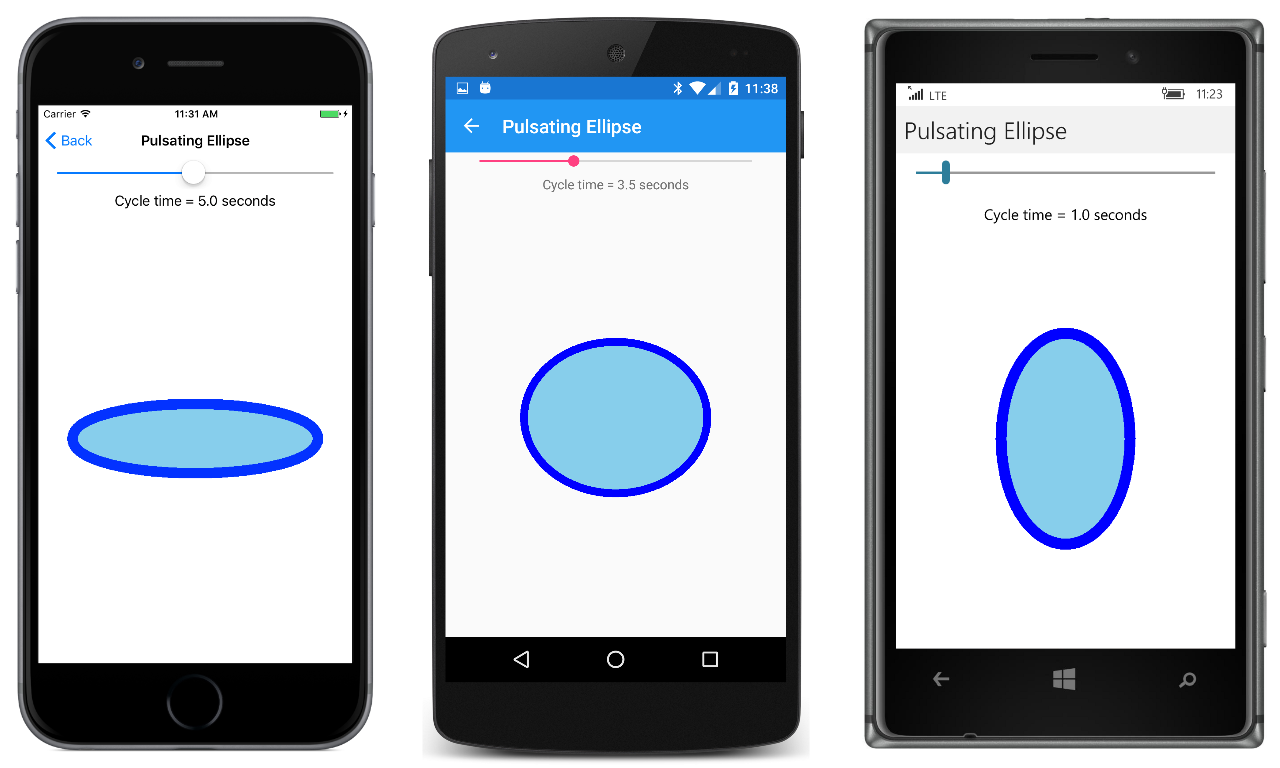 Carrier 11:31 AM
Back Pulsating Ellipse
Cycle time = 5.0 seconds
11:38
Pulsating Ellipse
Cycle time = 3.5 seconds
LTE 11:23
Pulsating Ellipse
Cycle time = 1.0 seconds